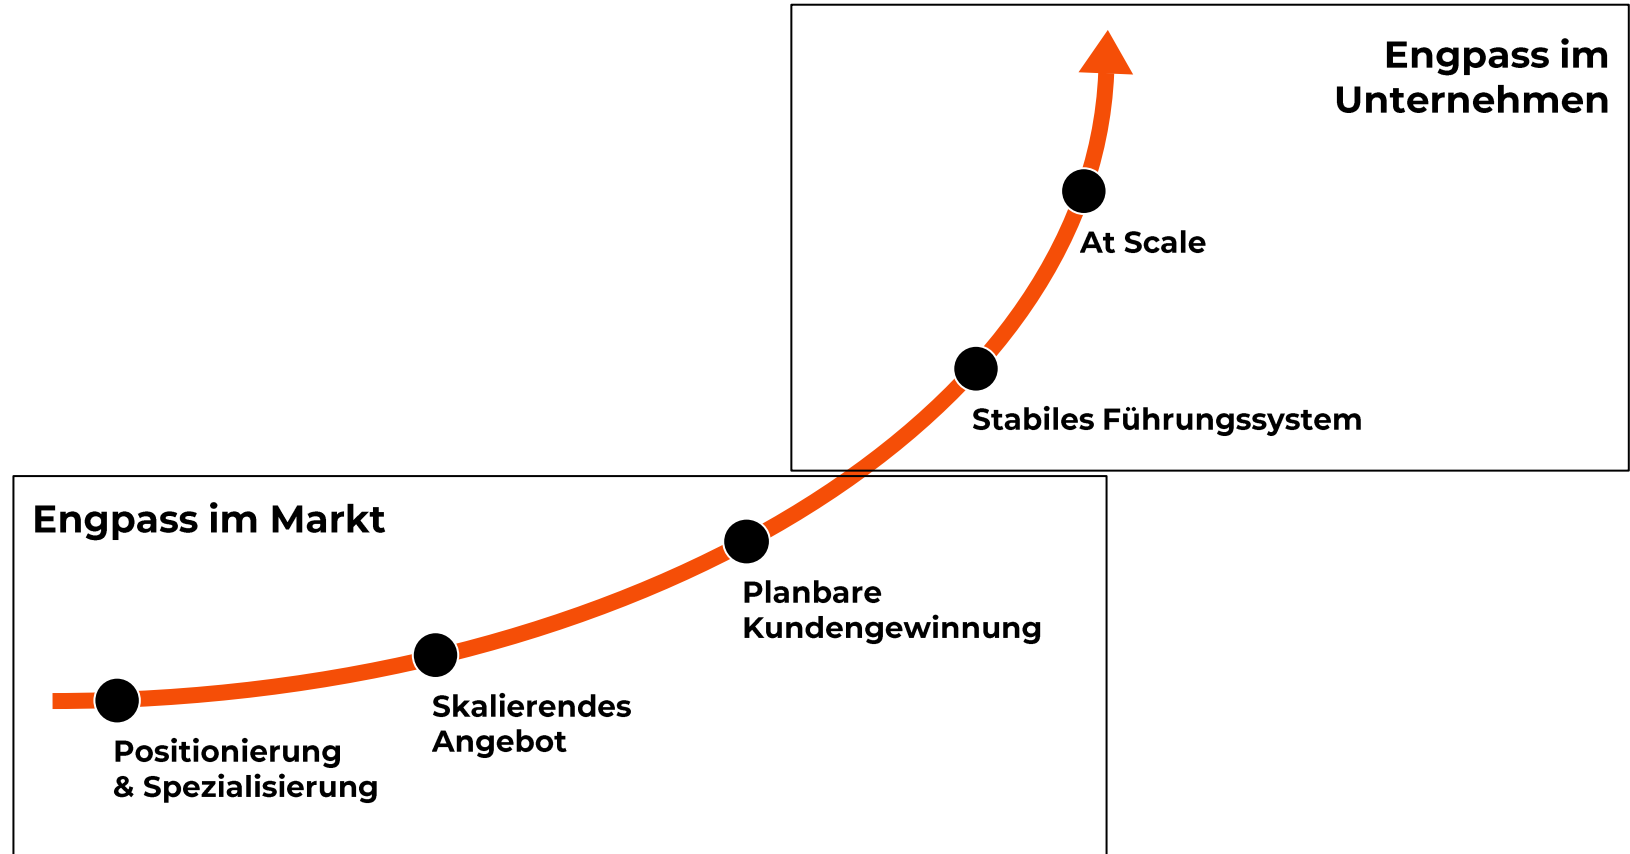 Engpass im
Unternehmen
At Scale
Stabiles Führungssystem
Engpass im Markt
Planbare
Kundengewinnung
Skalierendes
Angebot
Positionierung
& Spezialisierung